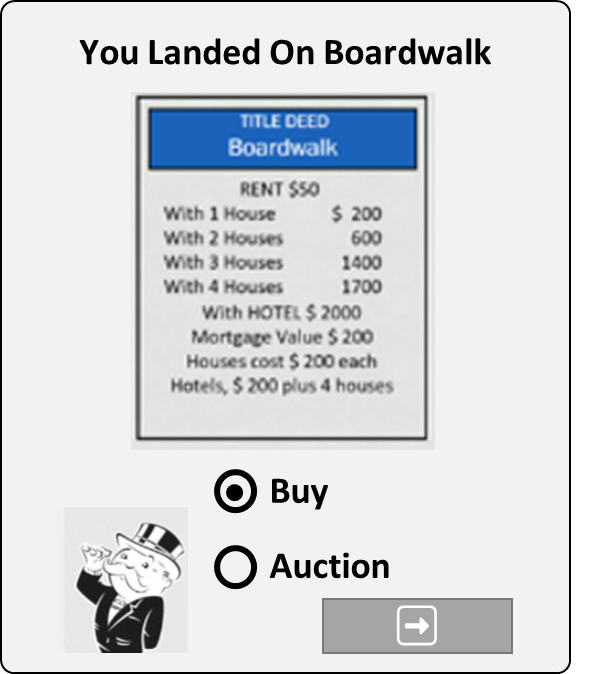 You Landed On Boardwalk
TITLE DEED
Boardwalk
RENT $50
With 1 House $ 200
With 2 Houses 600
With 3 Houses 1400
With 4 Houses 1700
With HOTEL $ 2000
Mortgage Value $ 200
Houses cost $ 200 each
Hotels, $ 200 plus 4 houses
Buy
Auction